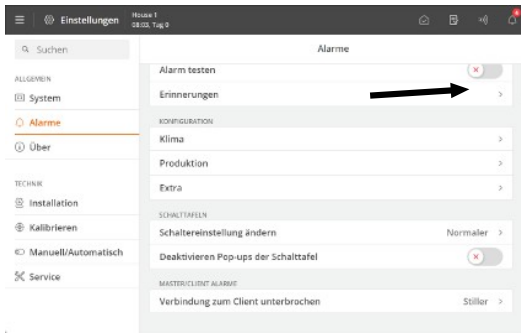 Einstellungen
House 1
08:03, Tag 0
Suchen
Alarme
ALLGEMEIN
System
Alarme
Über
TECHNIK
Installation
Kalibrieren
Manuell/Automatisch
Service
Alarm testen
Erinnerungen
KONFIGURATION
Klima
Produktion
Extra
SCHALTTAFELN
Schaltereinstellung ändern
Normaler
Deaktivieren Pop-ups der Schalttafel
MASTER/CLIENT ALARME
Verbindung zum Client unterbrochen
Stiller